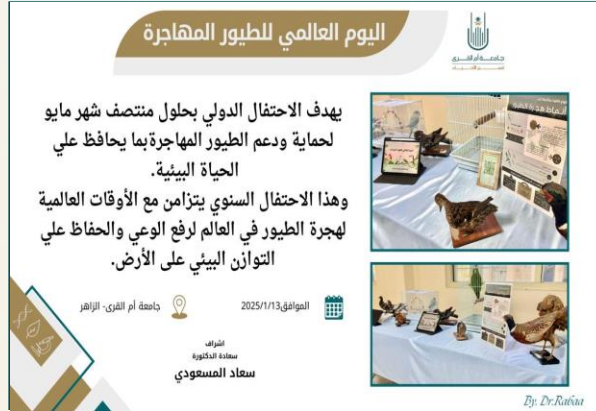 اليوم العالمي للطيور المهاجرة
جامعة أم القرى
يهدف الاحتفال الدولي بحلول منتصف شهر مايو
لحماية ودعم الطيور المهاجرةبما يحافظ علي
الحياة البيئية.
وهذا الاحتفال السنوي يتزامن مع الأوقات العالمية
لهجرة الطيور في العالم لرفع الوعي والحفاظ علي
التوازن البيئي على الأرض.
الموافق2025/1/13
جامعة أم القرى- الزاهر
اشراف
سعادة الدكتورة
سعاد المسعودي
By. Dr.Rabaa